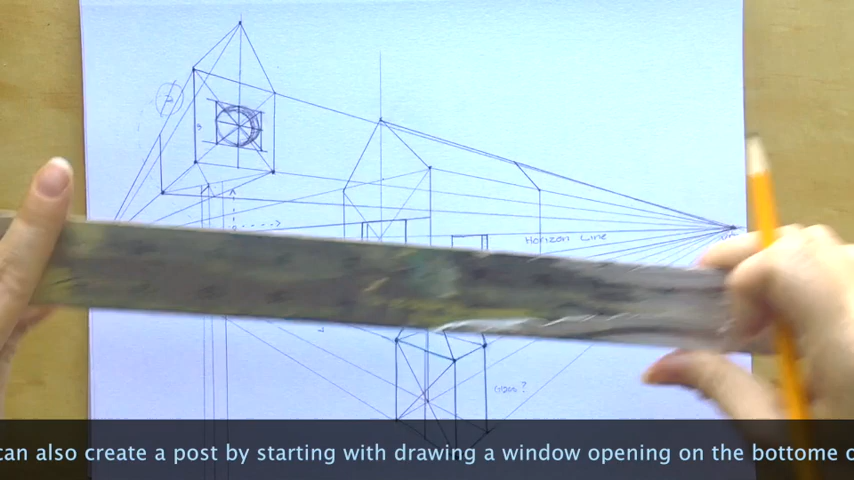 Horizon Line
can also create a post by starting with drawing a window opening on the bottome